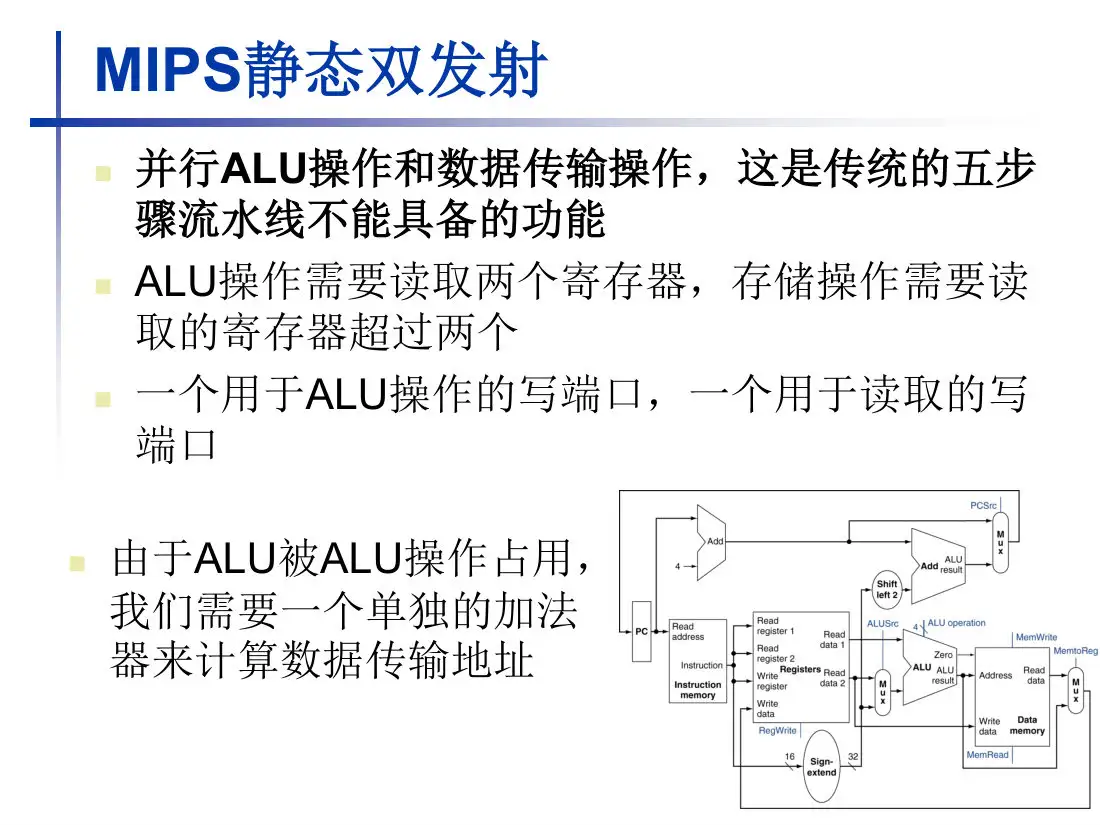 MIPS静态双发射
并行ALU操作和数据传输操作，这是传统的五步
骤流水线不能具备的功能
ALU操作需要读取两个寄存器，存储操作需要读
取的寄存器超过两个
一个用于ALU操作的写端口，一个用于读取的写
端口
由于ALU被ALU操作占用，
我们需要一个单独的加法
器来计算数据传输地址
PCSrc
Add
4
Add
ALU
result
M
u
x
Shift
left 2
PC
Read
address
Instruction
Instruction
memory
Read
register 1
Read
register 2
Write
register
Write
data
Registers
Read
data 1
Read
data 2
RegWrite
16
Sign-
extend
32
ALUSrc
M
u
x
4
ALU operation
Zero
ALU
ALU
result
MemWrite
Address
Read
data
Write
data
Data
memory
MemRead
MemtoReg
M
u
x